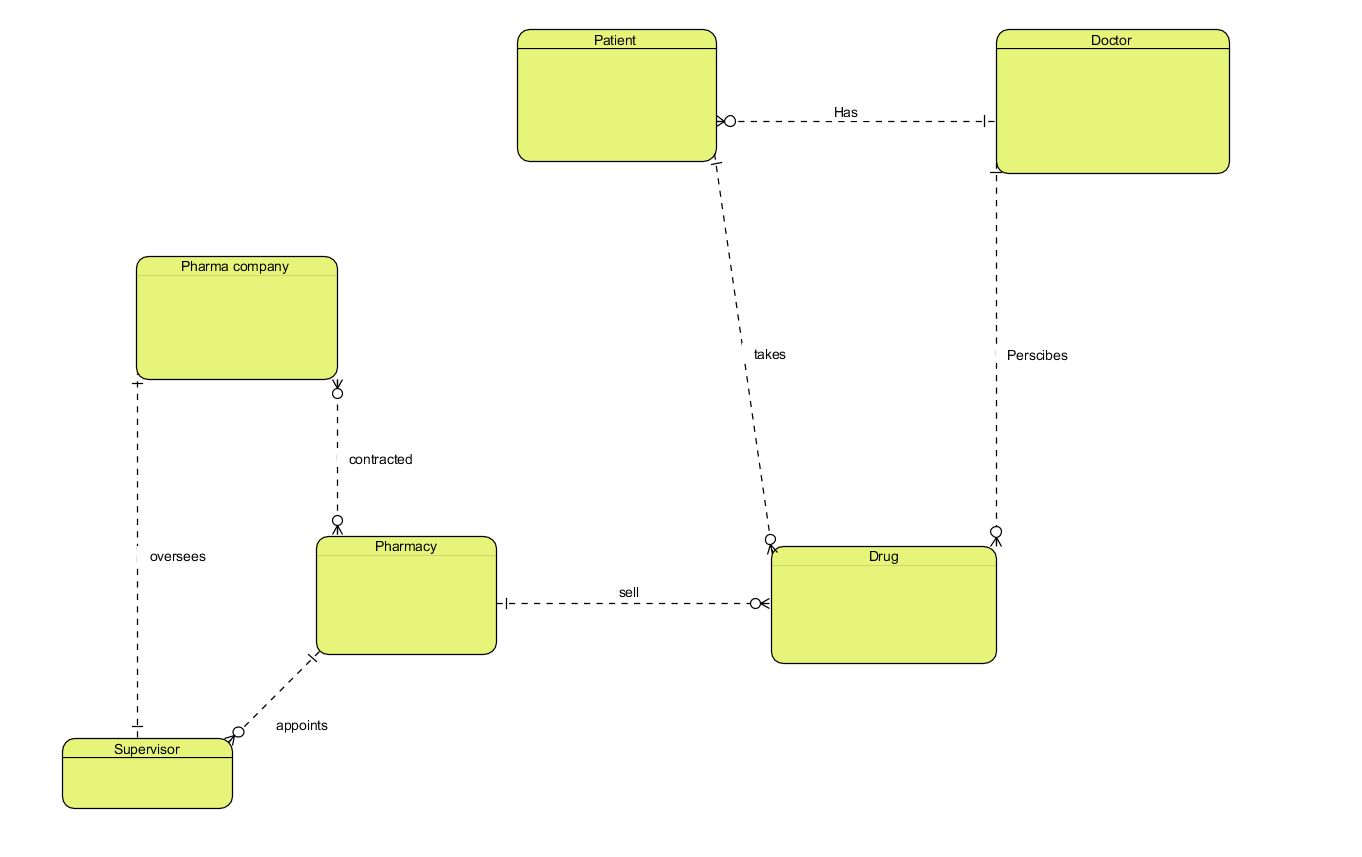 Patient
Doctor
Has
Pharma company
takes
Perscibes
contracted
Pharmacy
oversees
Drug
sell
appoints
Supervisor